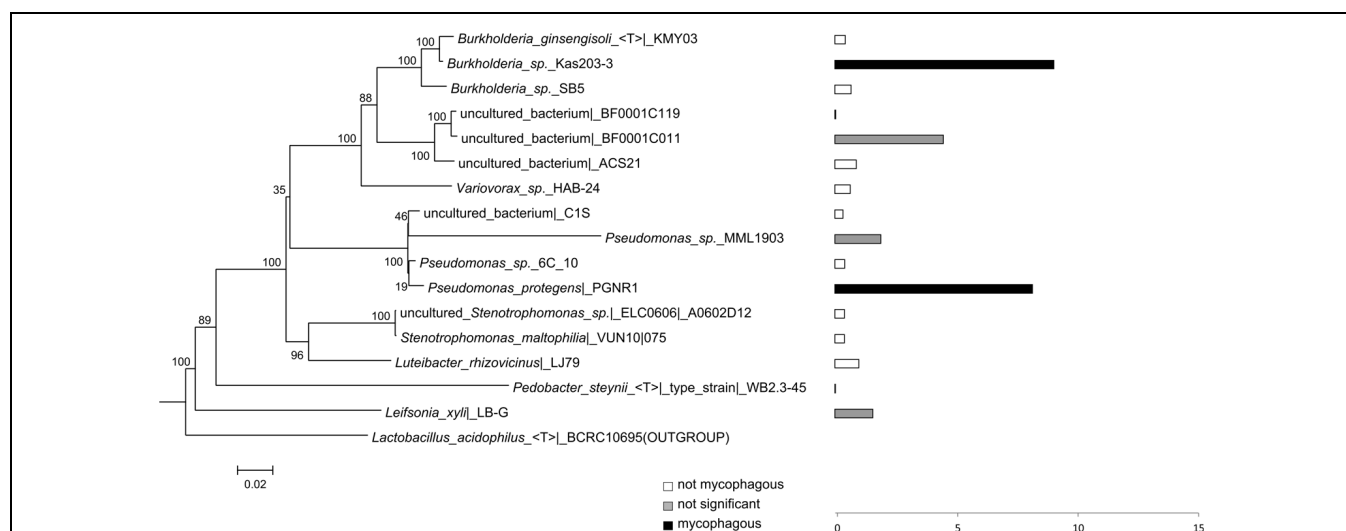 100 Burkholderia_ginsengisoli_<T>|_KMY03
100 Burkholderia_sp._Kas203-3
Burkholderia_sp._SB5
88
100 uncultured_bacterium|_BF0001C119
100 uncultured_bacterium|_BF0001C011
100 uncultured_bacterium|_ACS21
Variovorax_sp._HAB-24
35
46 uncultured_bacterium|_C1S
Pseudomonas_sp._MML1903
100 100 Pseudomonas_sp._6C_10
19 Pseudomonas_protegens|_PGNR1
100 uncultured_Stenotrophomonas_sp.|_ELC0606|_A0602D12
89
Stenotrophomonas_maltophilia|_VUN10|075
96 Luteibacter_rhizovicinus|_LJ79
100
Pedobacter_steynii_<T>|_type_strain|_WB2.3-45
Leifsonia_xyli|_LB-G
Lactobacillus_acidophilus_<T>|_BCRC10695(OUTGROUP)
0.02
not mycophagous
not significant
mycophagous
0 5 10 15